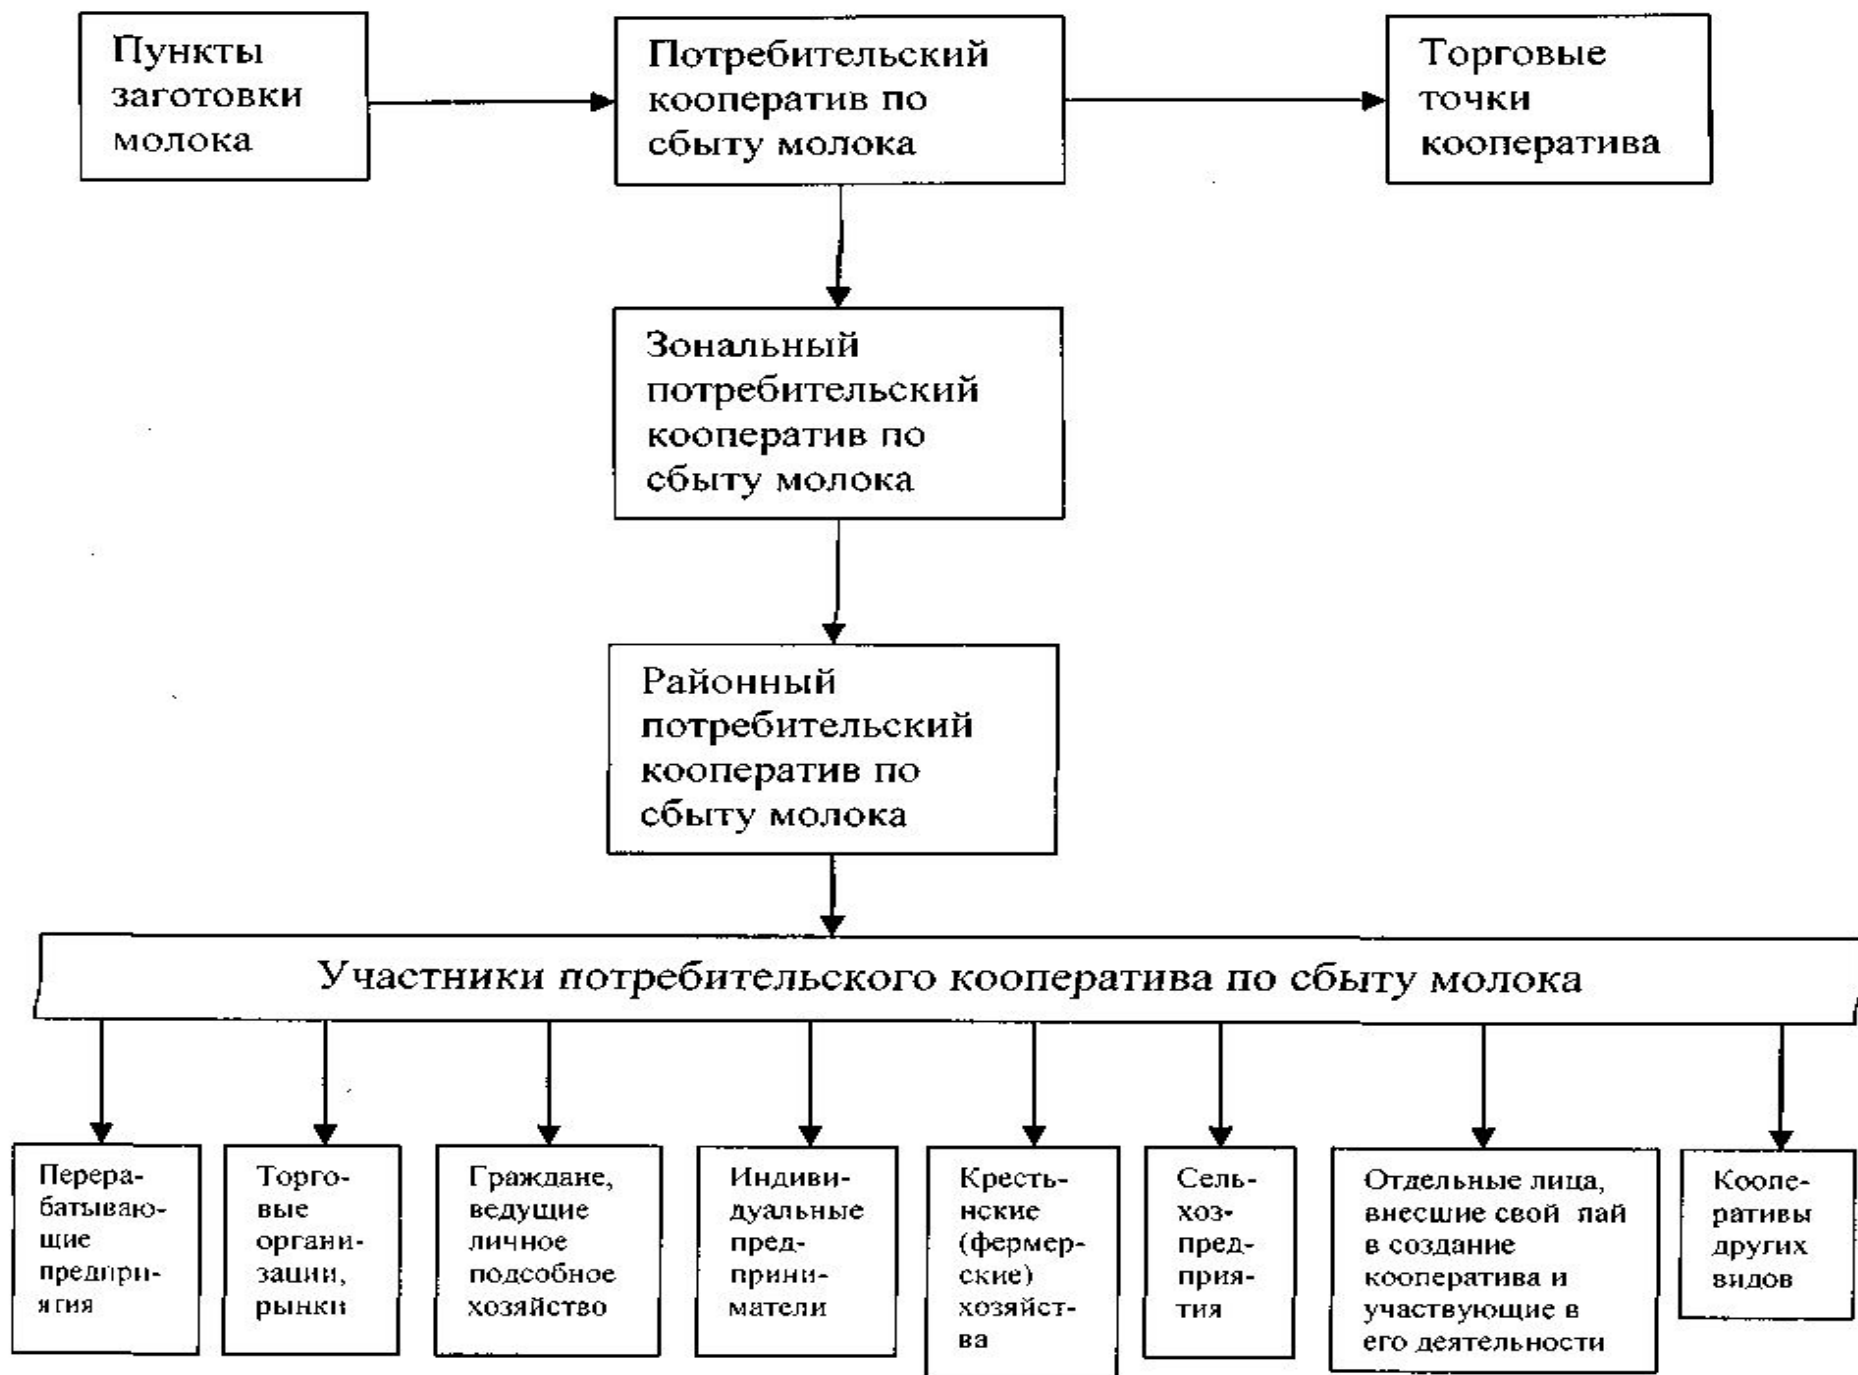 Пункты
заготовки
молока
Потребительский
кооператив по
сбыту молока
Торговые
точки
кооператива
Зональный
потребительский
кооператив по
сбыту молока
Районный
потребительский
кооператив по
сбыту молока
Участники потребительского кооператива по сбыту молока
Перера-
батываю-
щие
предпри-
ятия
Торго-
вые
органи-
зации,
рынки
Граждане,
ведущие
личное
подсобное
хозяйство
Индиви-
дуальные
пред-
прини-
матели
Кресть-
нские
(фермер-
ские)
хозяйст-
ва
Сель-
хоз-
пред-
прия-
тия
Отдельные лица,
внесшие свой пай
в создание
кооператива и
участвующие в
его деятельности
Коопе-
ративы
других
видов